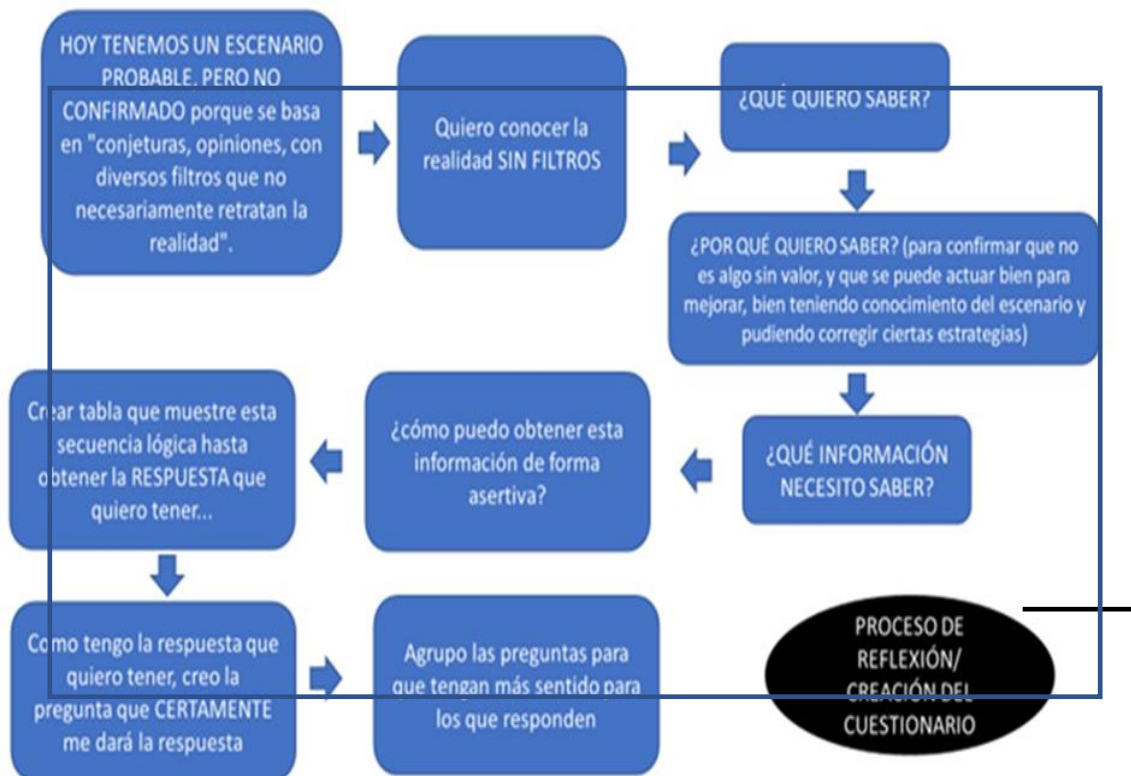 HOY TENEMOS UN ESCENARIO
PROBABLE, PERO NO
CONFIRMADO porque se basa
en "conjeturas, opiniones, con
diversos filtros que no
necesariamente retratan la
realidad".
Quiero conocer la
realidad SIN FILTROS
¿QUÉ QUIERO SABER?
¿POR QUÉ QUIERO SABER? (para confirmar que no
es algo sin valor, y que se puede actuar bien para
mejorar, bien teniendo conocimiento del escenario y
pudiendo corregir ciertas estrategias)
¿QUÉ INFORMACIÓN
NECESITO SABER?
¿cómo puedo obtener esta
información de forma
asertiva?
Crear tabla que muestre esta
secuencia lógica hasta
obtener la RESPUESTA que
quiero tener...
Como tengo la respuesta que
quiero tener, creo la
pregunta que CERTAMENTE
me dará la respuesta
Agrupo las preguntas para
que tengan más sentido para
los que responden
PROCESO DE
REFLEXIÓN/
CREACIÓN DEL
CUESTIONARIO